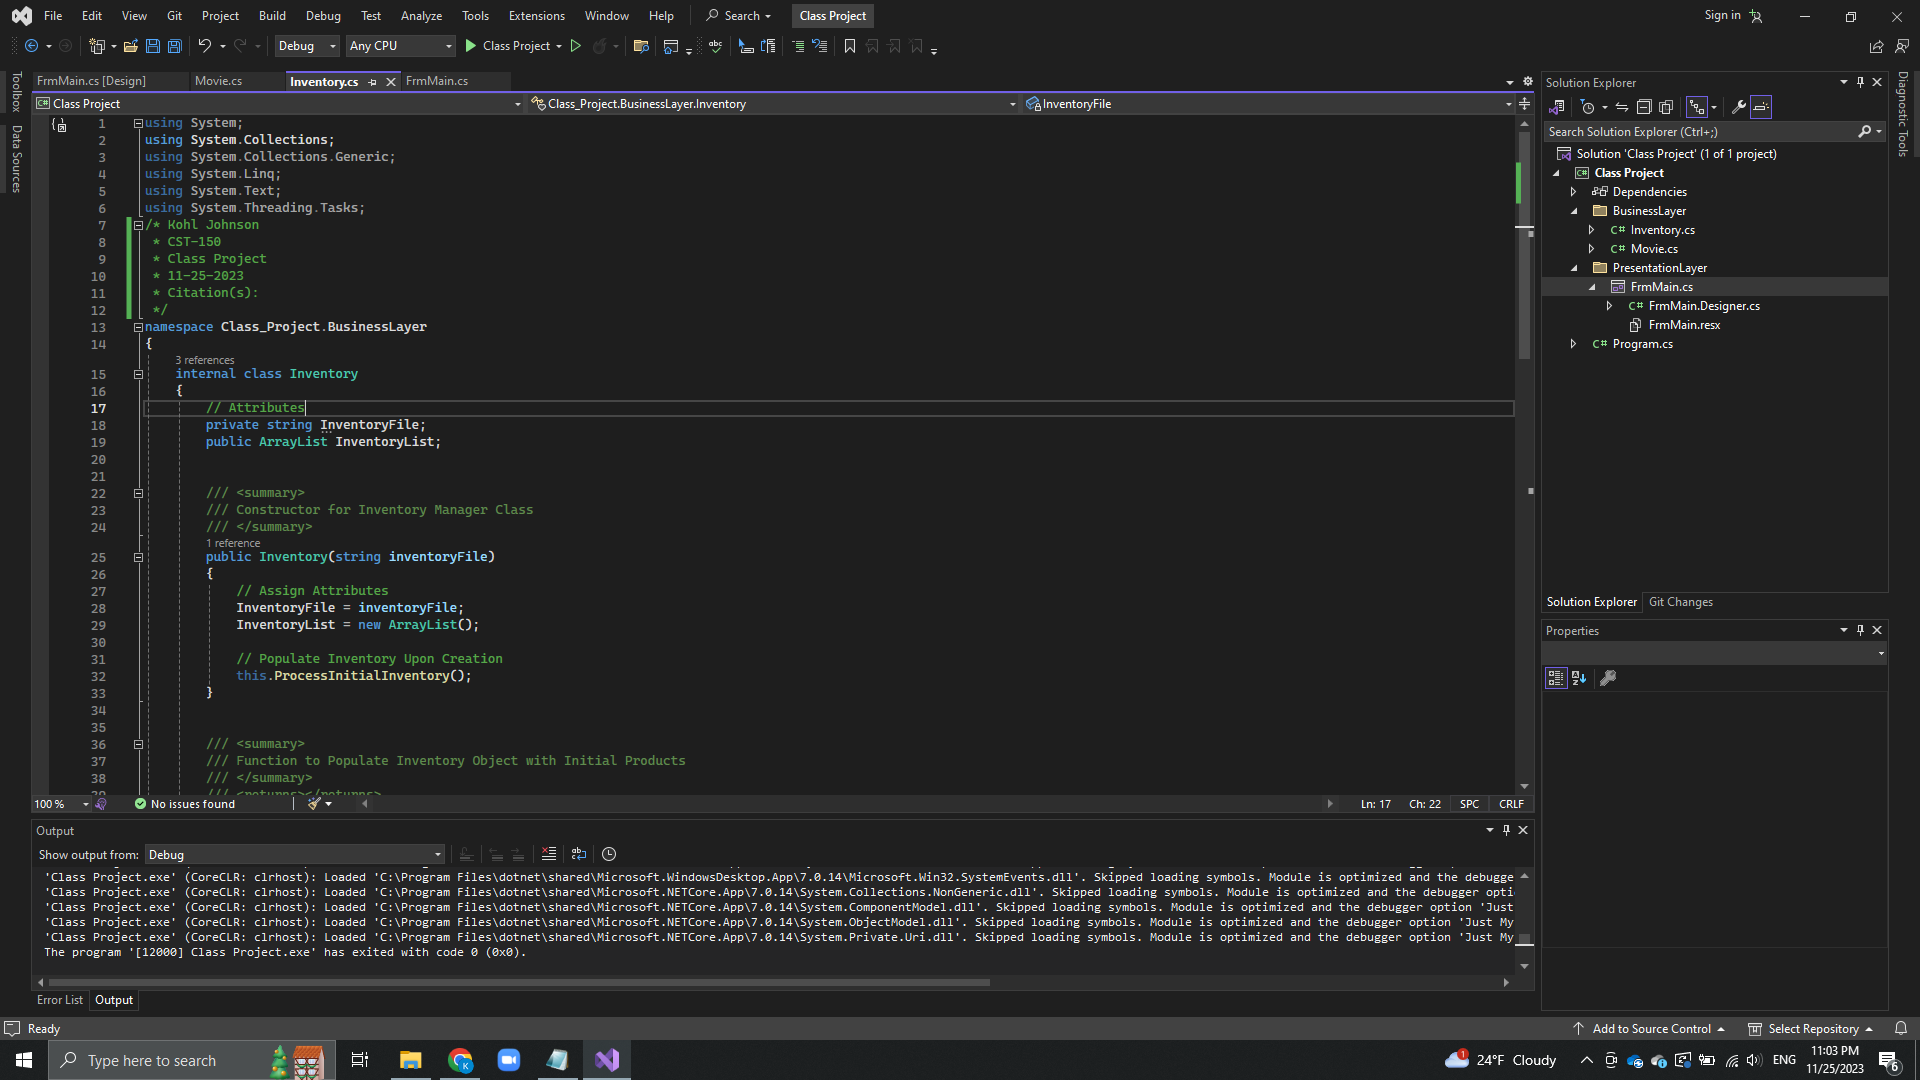 File Edit View Git Project Build Debug Test Analyze Tools Extensions Window Help Search Class Project Sign in
Debug Any CPU Class Project
Toolbox
Data Sources
FrmMain.cs [Design] Movie.cs Inventory.cs FrmMain.cs
Class Project Class_Project.BusinessLayer.Inventory InventoryFile
1 using System;
2 using System.Collections;
3 using System.Collections.Generic;
4 using System.Linq;
5 using System.Text;
6 using System.Threading.Tasks;
7 /* Kohl Johnson
8 * CST-150
9 * Class Project
10 * 11-25-2023
11 * Citation(s):
12 */
13 namespace Class_Project.BusinessLayer
14 {
3 references
15 internal class Inventory
16 {
17 // Attributes
18 private string InventoryFile;
19 public ArrayList InventoryList;
20
21
22 /// <summary>
23 /// Constructor for Inventory Manager Class
24 /// </summary>
1 reference
25 public Inventory(string inventoryFile)
26 {
27 // Assign Attributes
28 InventoryFile = inventoryFile;
29 InventoryList = new ArrayList();
30
31 // Populate Inventory Upon Creation
32 this.ProcessInitialInventory();
33 }
34
35
36 /// <summary>
37 /// Function to Populate Inventory Object with Initial Products
38 /// </summary>
/// <returns></returns>
100 % No issues found Ln: 17 Ch: 22 SPC CRLF
Output
Show output from: Debug
'Class Project.exe' (CoreCLR: clrhost): Loaded 'C:\Program Files\dotnet\shared\Microsoft.WindowsDesktop.App\7.0.14\Microsoft.Win32.SystemEvents.dll'. Skipped loading symbols. Module is optimized and the debugge
'Class Project.exe' (CoreCLR: clrhost): Loaded 'C:\Program Files\dotnet\shared\Microsoft.NETCore.App\7.0.14\System.Collections.NonGeneric.dll'. Skipped loading symbols. Module is optimized and the debugger opti
'Class Project.exe' (CoreCLR: clrhost): Loaded 'C:\Program Files\dotnet\shared\Microsoft.NETCore.App\7.0.14\System.ComponentModel.dll'. Skipped loading symbols. Module is optimized and the debugger option 'Just
'Class Project.exe' (CoreCLR: clrhost): Loaded 'C:\Program Files\dotnet\shared\Microsoft.NETCore.App\7.0.14\System.ObjectModel.dll'. Skipped loading symbols. Module is optimized and the debugger option 'Just My
'Class Project.exe' (CoreCLR: clrhost): Loaded 'C:\Program Files\dotnet\shared\Microsoft.NETCore.App\7.0.14\System.Private.Uri.dll'. Skipped loading symbols. Module is optimized and the debugger option 'Just My
The program '[12000] Class Project.exe' has exited with code 0 (0x0).
Error List Output
Solution Explorer
Search Solution Explorer (Ctrl+;)
Solution 'Class Project' (1 of 1 project)
Class Project
Dependencies
BusinessLayer
C# Inventory.cs
C# Movie.cs
PresentationLayer
FrmMain.cs
C# FrmMain.Designer.cs
FrmMain.resx
C# Program.cs
Solution Explorer Git Changes
Properties
Diagnostic Tools
Ready Add to Source Control Select Repository
Type here to search K 1 24°F Cloudy ENG 11:03 PM 6
11/25/2023